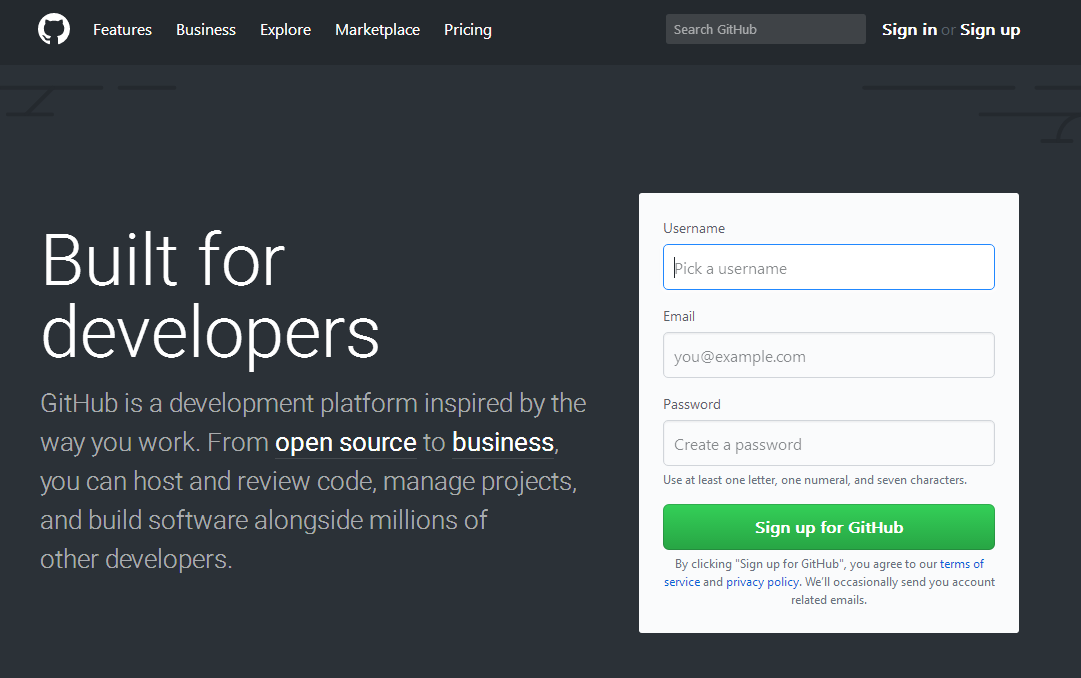 Features Business Explore Marketplace Pricing Search GitHub Sign in or Sign up
Built for
developers
GitHub is a development platform inspired by the
way you work. From open source to business,
you can host and review code, manage projects,
and build software alongside millions of
other developers.
Username
Pick a username
Email
you@example.com
Password
Create a password
Use at least one letter, one numeral, and seven characters.
Sign up for GitHub
By clicking "Sign up for GitHub", you agree to our terms of
service and privacy policy. We’ll occasionally send you account
related emails.